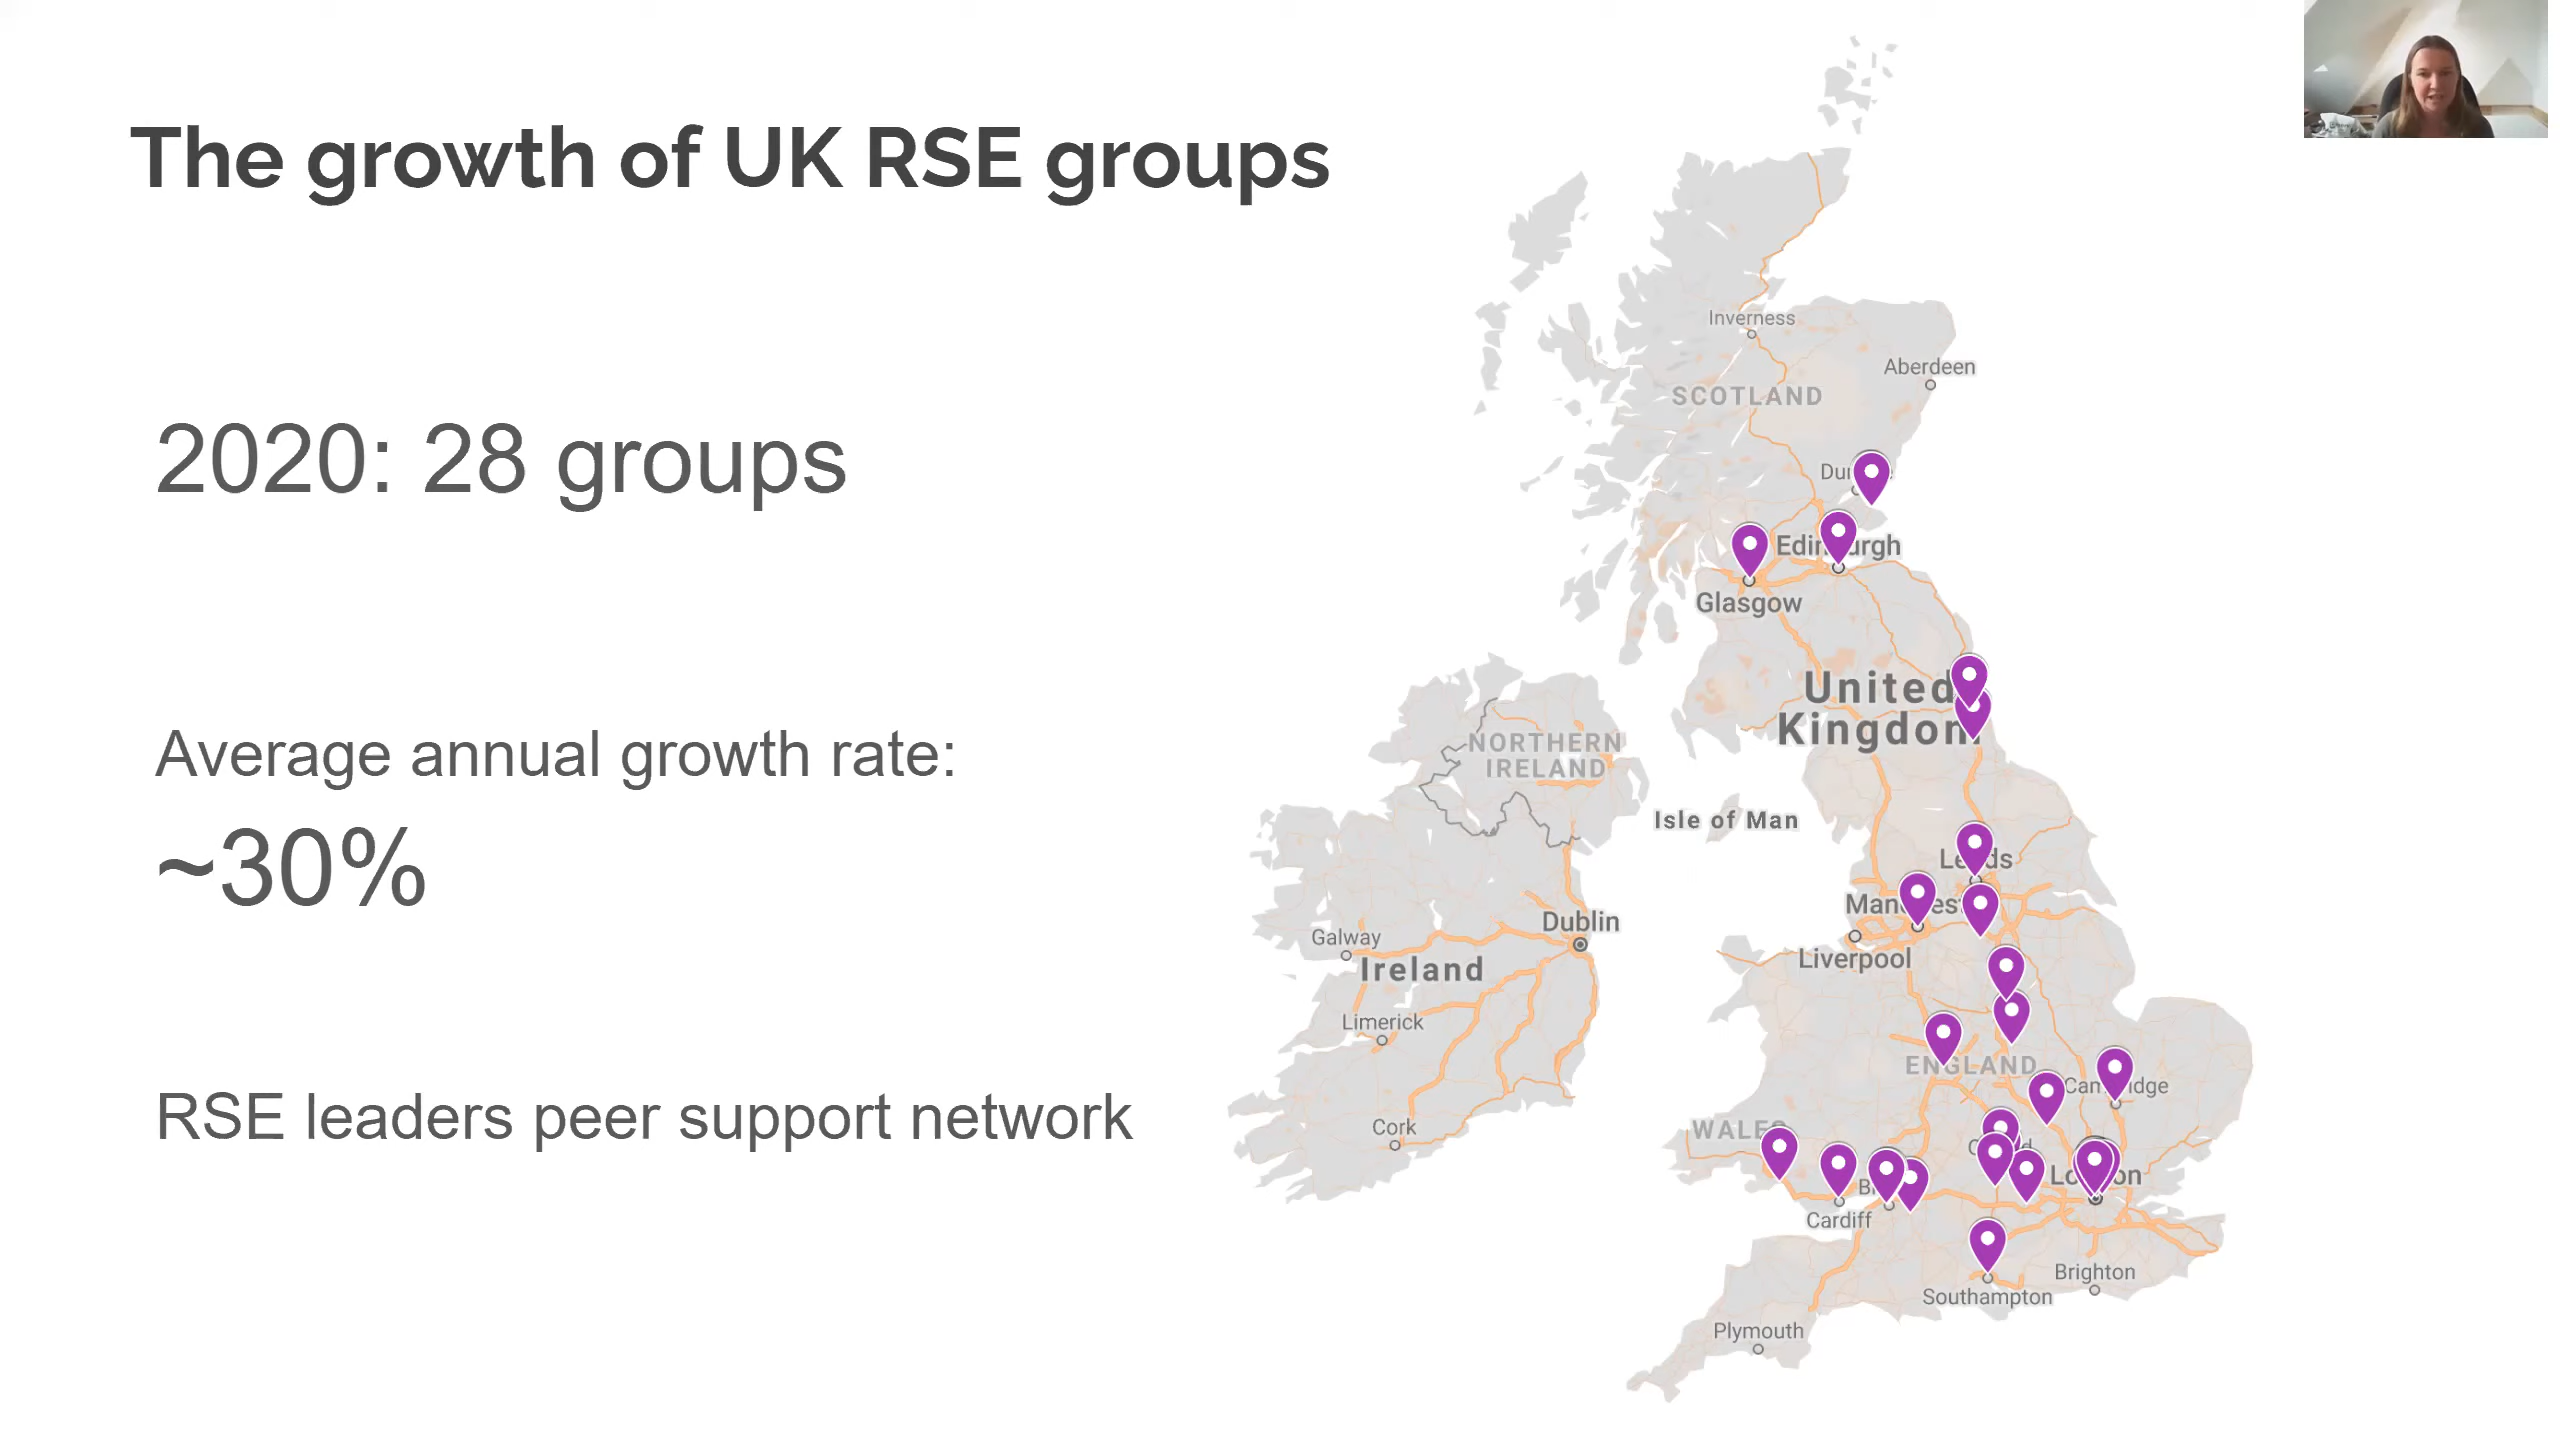 The growth of UK RSE groups
2020: 28 groups
Average annual growth rate:
~30%
RSE leaders peer support network
Inverness
Aberdeen
SCOTLAND
Glasgow
United
Kingdom
NORTHERN
IRELAND
Isle of Man
Dublin
Galway
Ireland
Liverpool
Limerick
ENGLAND
Cork
WALES
Cardiff
Brighton
Southampton
Plymouth